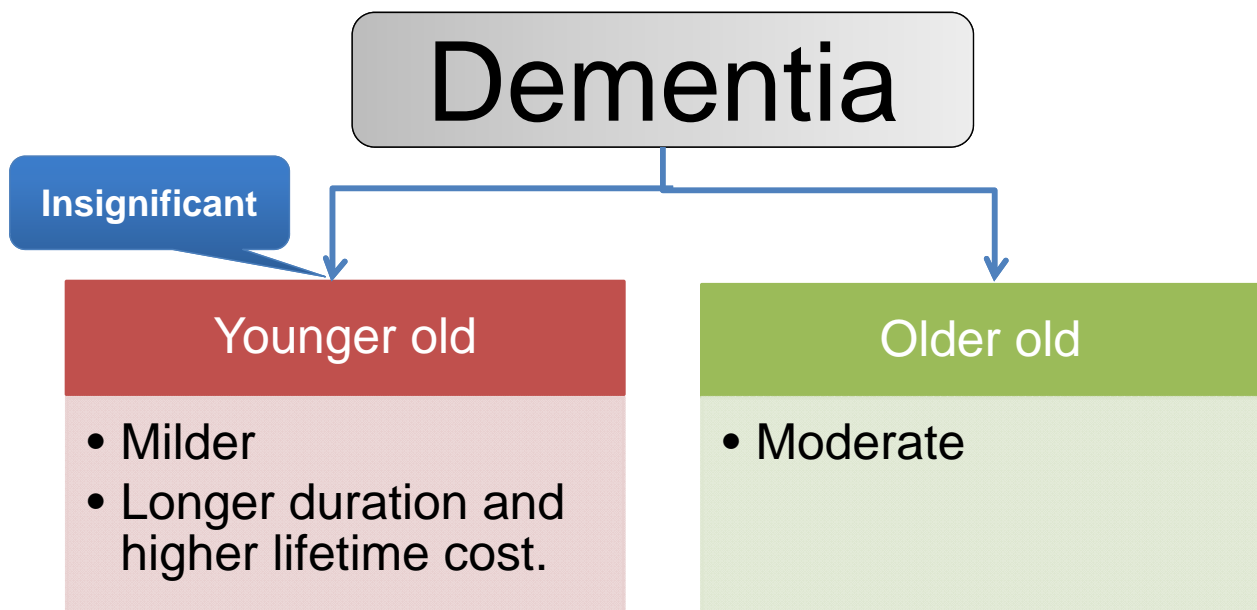 Dementia
Insignificant
Younger old
• Milder
• Longer duration and
higher lifetime cost.
Older old
• Moderate